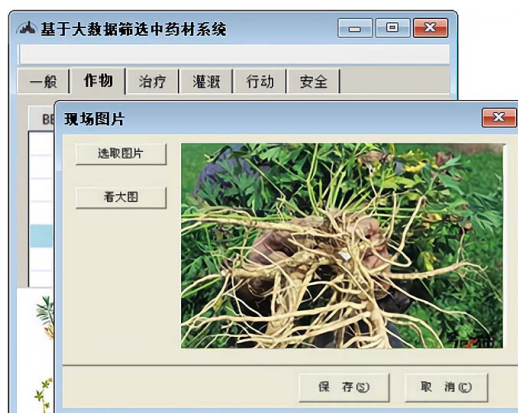 基于大数据筛选中药材系统
一般 作物 治疗 灌溉 行动 安全
现场图片
选取图片
看大图
保 存(S) 取 消(C)